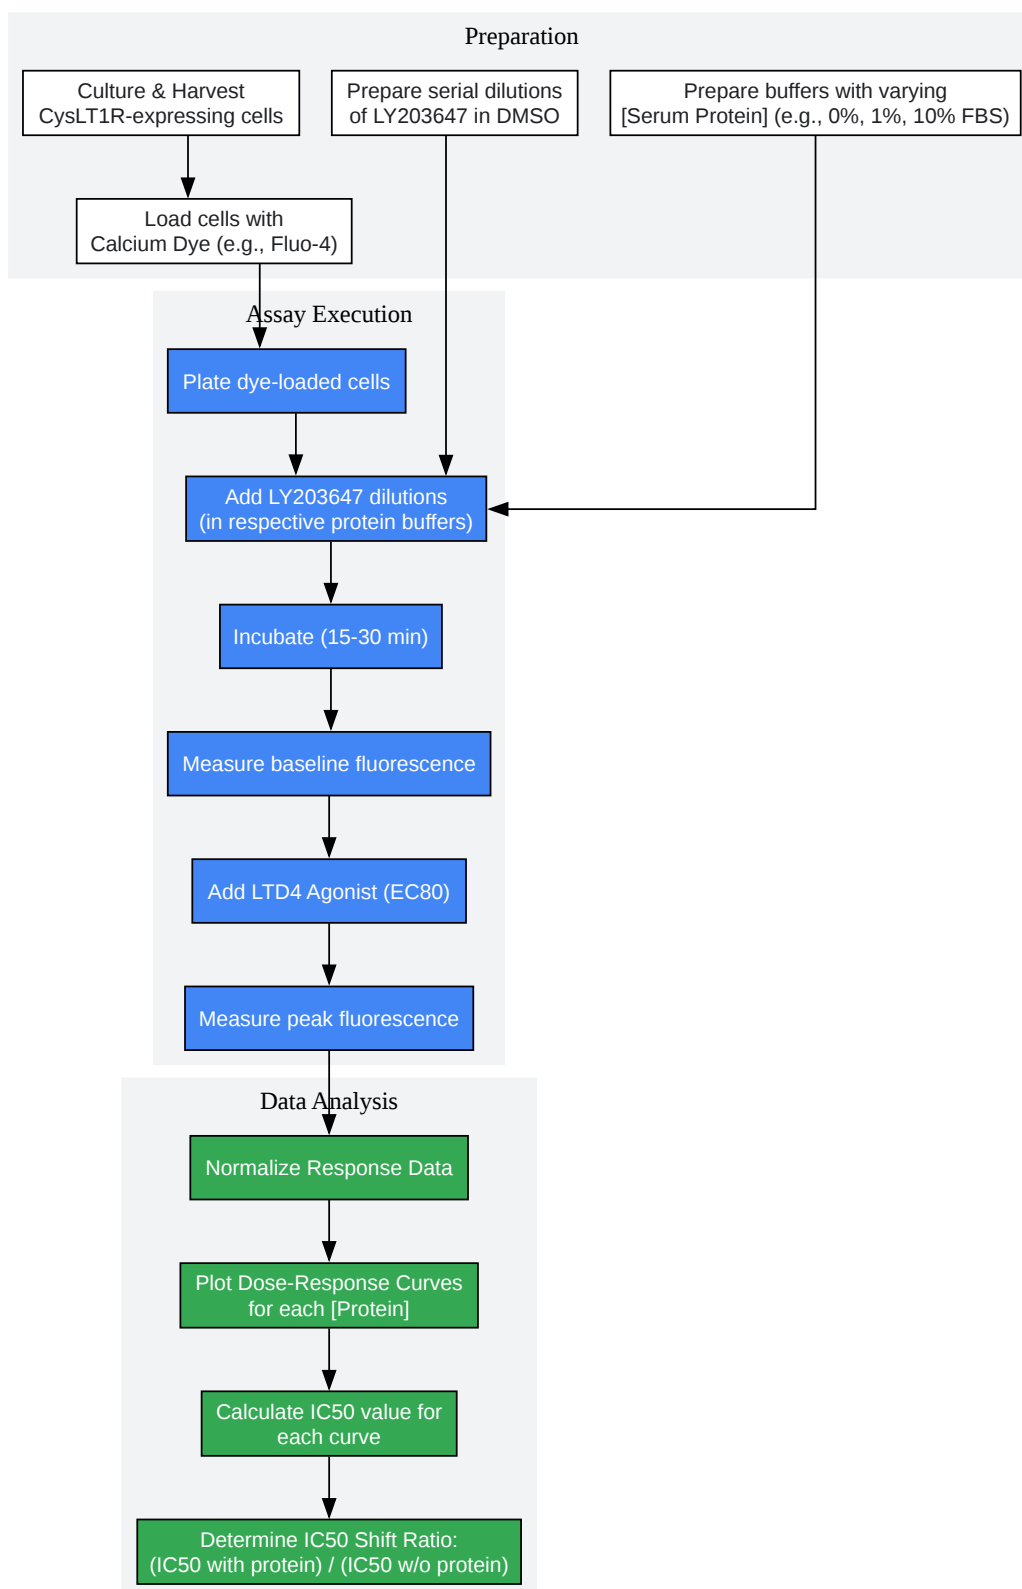 Preparation
Culture & Harvest
CysLT1R-expressing cells
Prepare serial dilutions
of LY203647 in DMSO
Prepare buffers with varying
[Serum Protein] (e.g., 0%, 1%, 10% FBS)
Load cells with
Calcium Dye (e.g., Fluo-4)
Assay Execution
Plate dye-loaded cells
Add LY203647 dilutions
(in respective protein buffers)
Incubate (15-30 min)
Measure baseline fluorescence
Add LTD4 Agonist (EC80)
Measure peak fluorescence
Data Analysis
Normalize Response Data
Plot Dose-Response Curves
for each [Protein]
Calculate IC50 value for
each curve
Determine IC50 Shift Ratio:
(IC50 with protein) / (IC50 w/o protein)